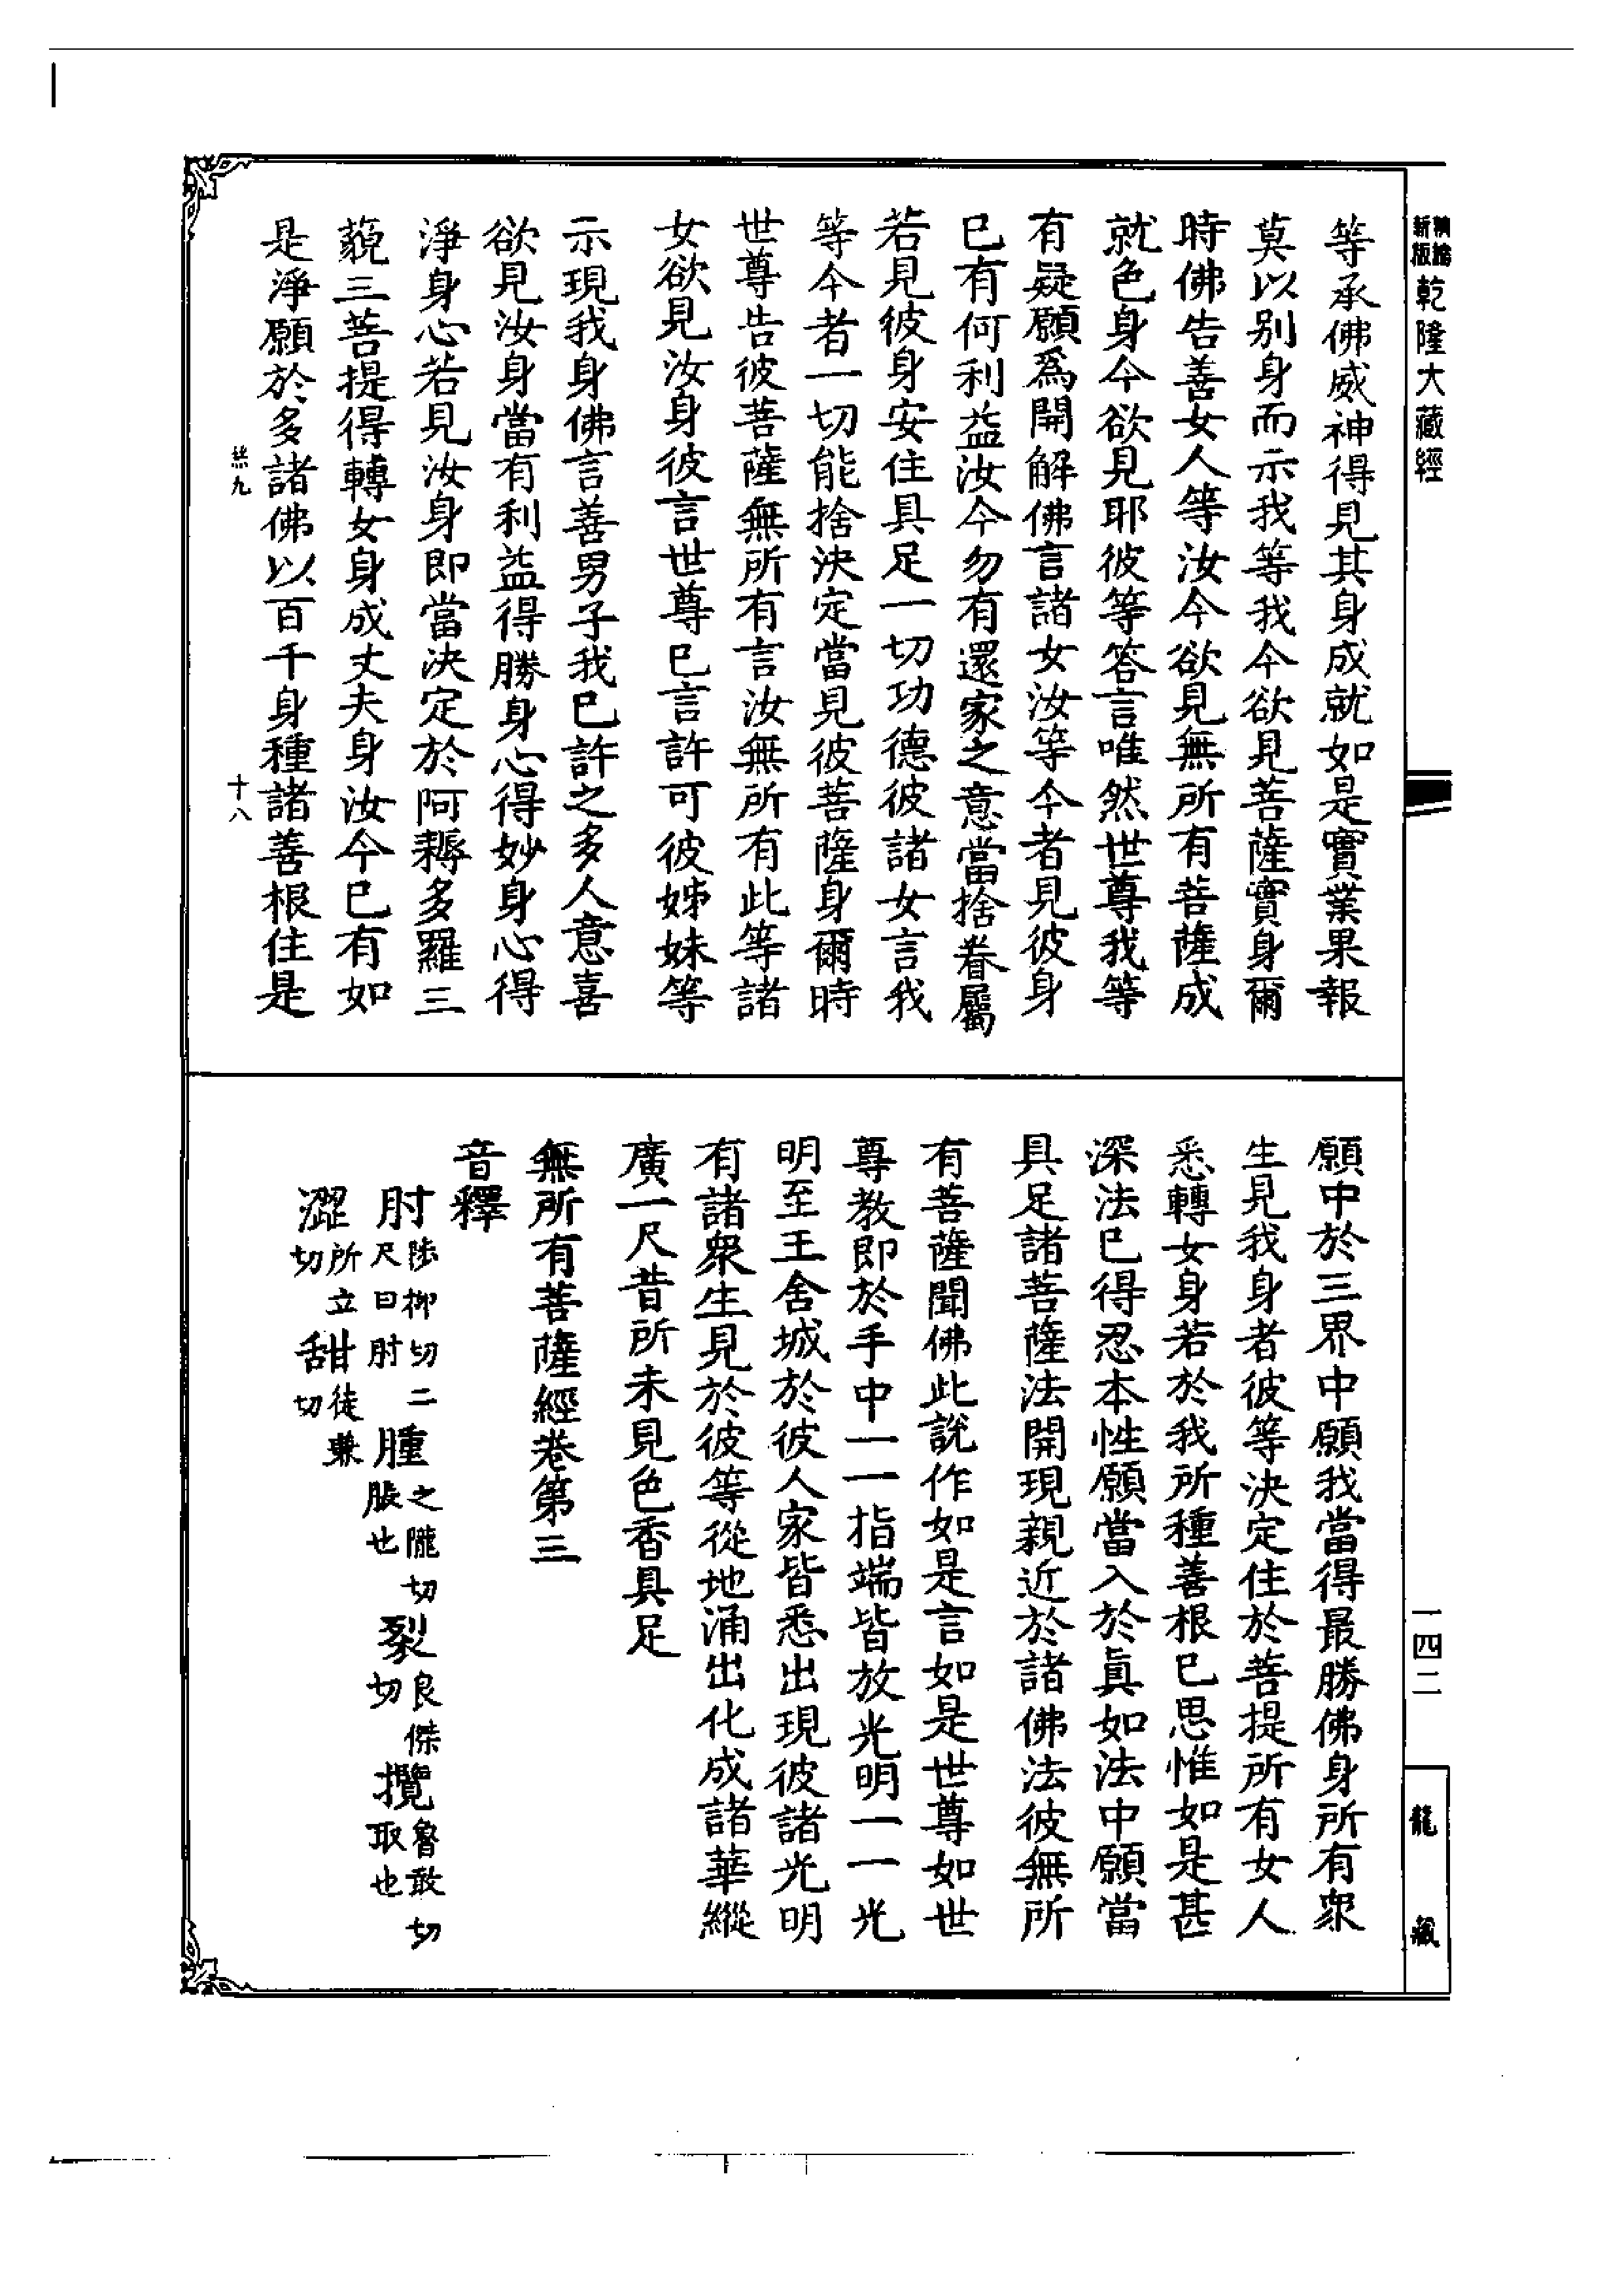 新版
精縮
乾隆大藏經
等承佛威神得見其身成就如是實業果報
莫以别身而示我等我今欲見菩薩實身爾
時佛告善女人等汝今欲見無所有菩薩成
就色身今欲見耶彼等答言唯然世尊我等
有疑願爲開解佛言諸女汝等今者見彼身
已有何利益汝今勿有還家之意當捨眷屬
若見彼身安住具足一切功德彼諸女言我
等今者一切能捨決定當見彼菩薩身爾時
世尊告彼菩薩無所有言汝無所有此等諸
女欲見汝身彼言世尊已言許可彼姊妹等
示現我身佛言善男子我已許之多人意喜
欲見汝身當有利益得勝身心得妙身心得
淨身心若見汝身即當決定於阿耨多羅三
藐三菩提得轉女身成丈夫身汝今已有如
是淨願於多諸佛以百千身種諸善根住是
絲九
十八
願中於三界中願我當得最勝佛身所有衆
生見我身者彼等決定住於菩提所有女人
悉轉女身若於我所種善根已思惟如是甚
深法已得忍本性願當入於眞如法中願當
具足諸菩薩法開現親近於諸佛法彼無所
有菩薩聞佛此說作如是言如是世尊如世
尊教即於手中一一指端皆放光明一一光
明至王舍城於彼人家皆悉出現彼諸光明
有諸衆生見於彼等從地涌出化成諸華縱
廣一尺昔所未見色香具足
無所有菩薩經卷第三
音釋
肘陟柳切二尺曰肘 腫之隴切脹也 裂良傑切 攬魯敢切取也
澀所立切 甜徒兼切
一四二
龍藏